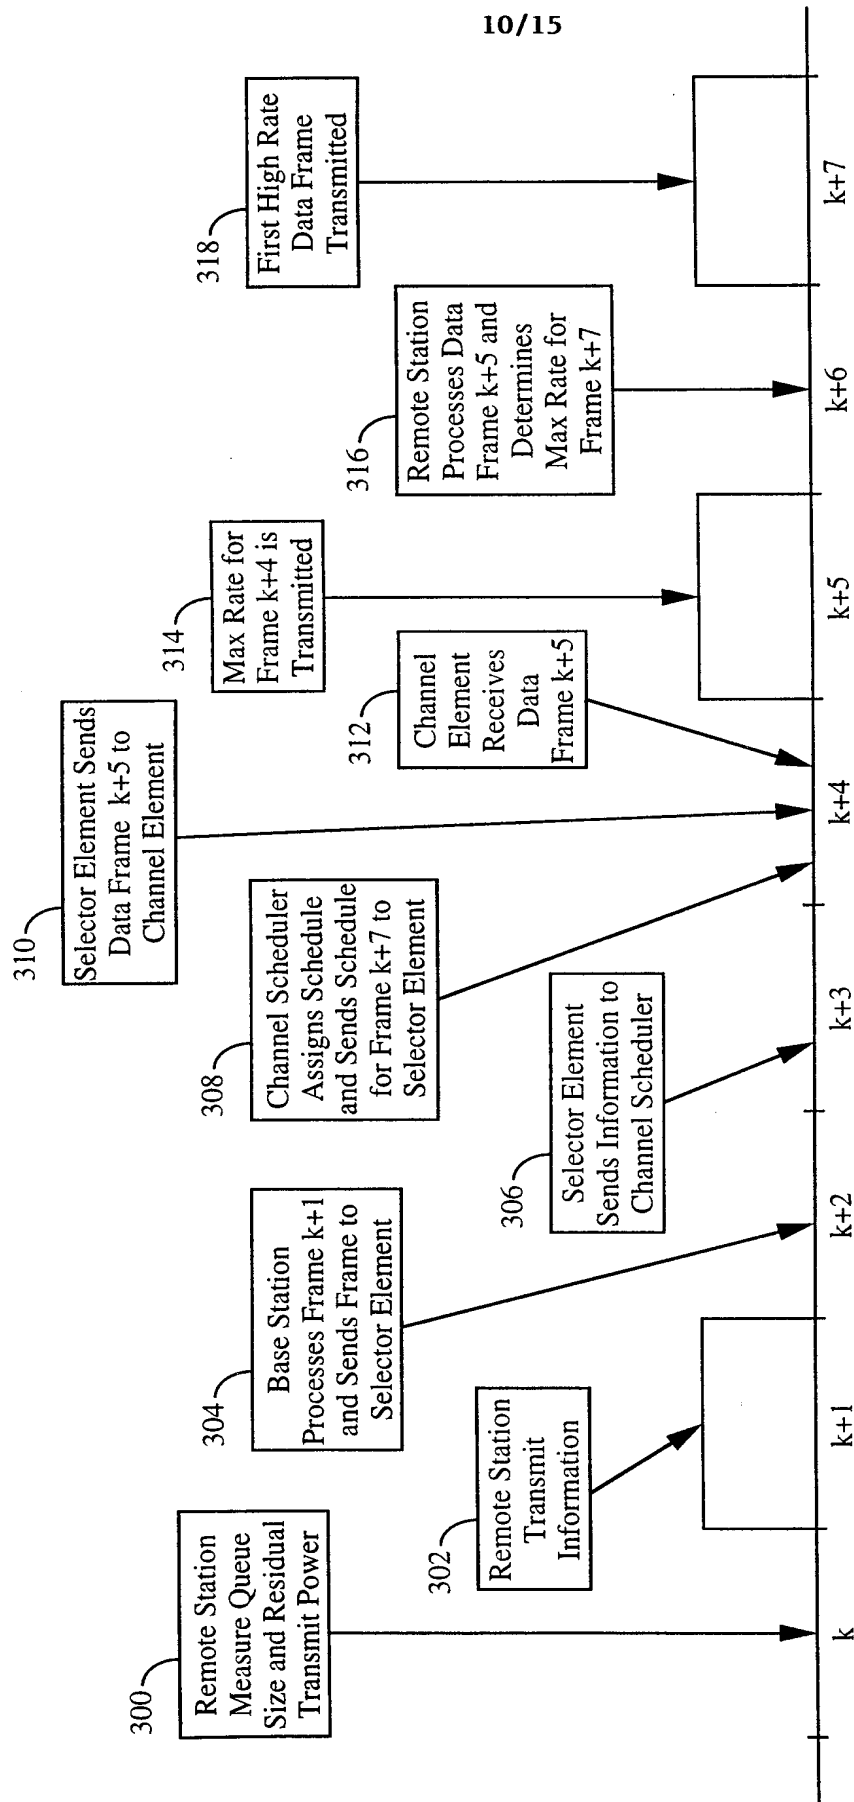 10/15
300
Remote Station
Measure Queue
Size and Residual
Transmit Power
302
Remote Station
Transmit
Information
304
Base Station
Processes Frame k+1
and Sends Frame to
Selector Element
306
Selector Element
Sends Information to
Channel Scheduler
308
Channel Scheduler
Assigns Schedule
and Sends Schedule
for Frame k+7 to
Selector Element
310
Selector Element Sends
Data Frame k+5 to
Channel Element
312
Channel
Element
Receives
Data
Frame k+5
314
Max Rate for
Frame k+4 is
Transmitted
316
Remote Station
Processes Data
Frame k+5 and
Determines
Max Rate for
Frame k+7
318
First High Rate
Data Frame
Transmitted
k
k+1
k+2
k+3
k+4
k+5
k+6
k+7